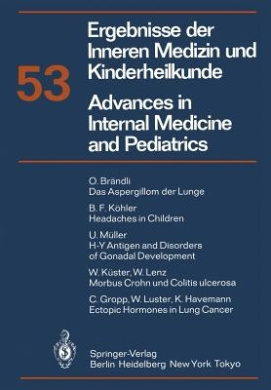 53
Ergebnisse der
Inneren Medizin und
Kinderheilkunde
Advances in
Internal Medicine
and Pediatrics
O. Brändli
Das Aspergillom der Lunge
B. F. Köhler
Headaches in Children
U. Müller
H-Y Antigen and Disorders
of Gonadal Development
W. Küster, W. Lenz
Morbus Crohn und Colitis ulcerosa
C. Gropp, W. Luster, K. Havemann
Ectopic Hormones in Lung Cancer
Springer-Verlag
Berlin Heidelberg New York Tokyo